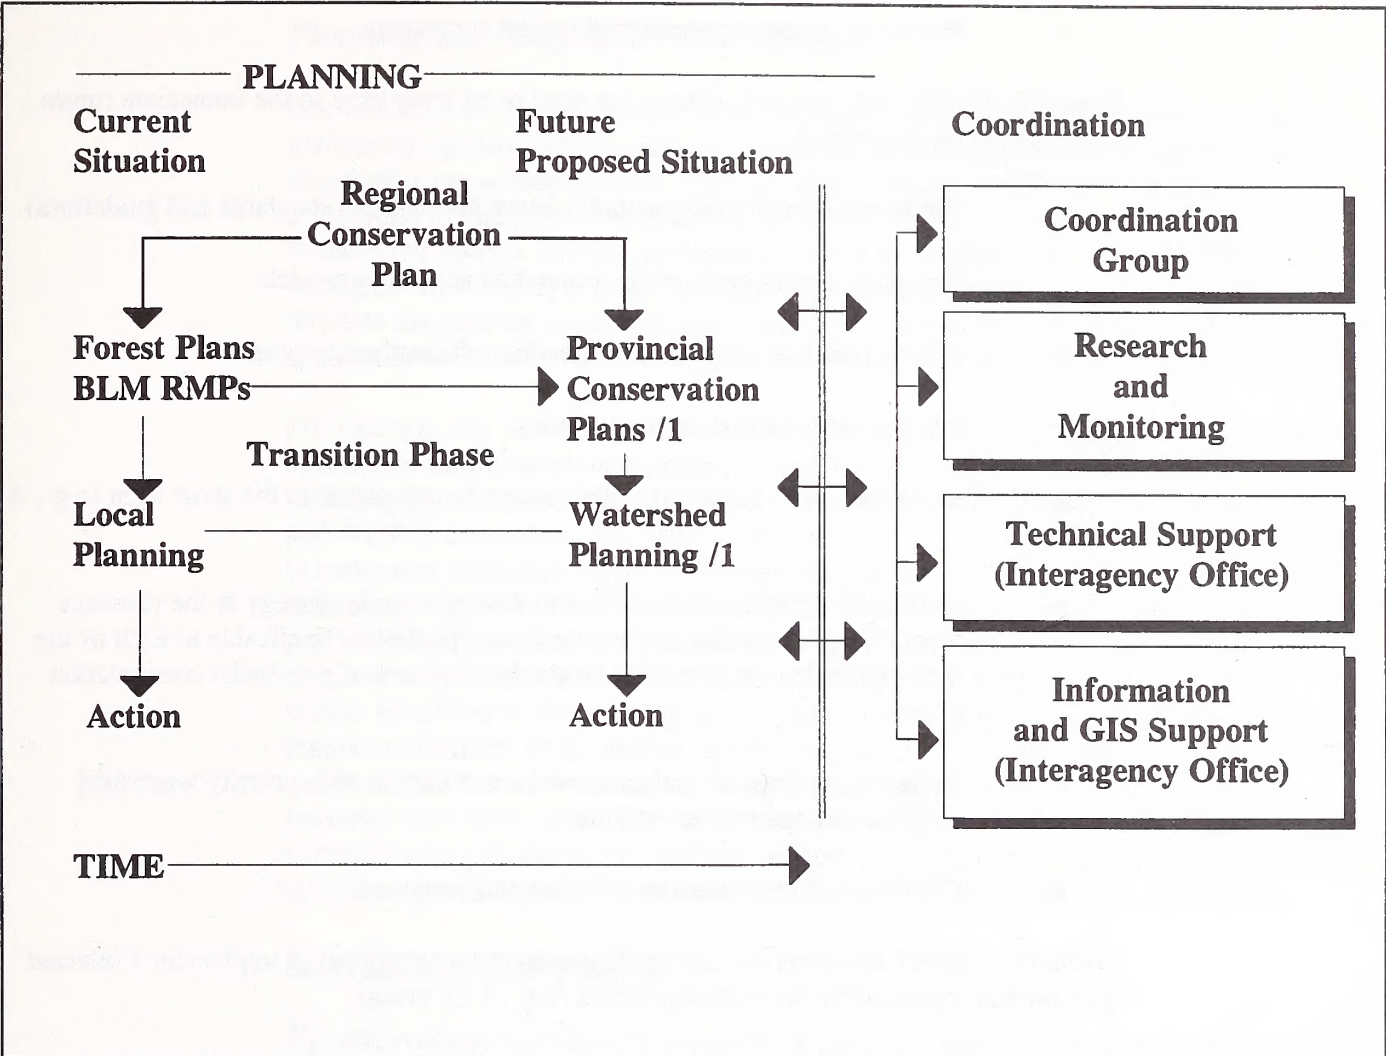 PLANNING
Current
Situation
Future
Proposed Situation
Regional
Conservation
Plan
Forest Plans
BLM RMPs
Provincial
Conservation
Plans /1
Transition Phase
Local
Planning
Watershed
Planning /1
Action
Action
TIME
Coordination
Coordination
Group
Research
and
Monitoring
Technical Support
(Interagency Office)
Information
and GIS Support
(Interagency Office)